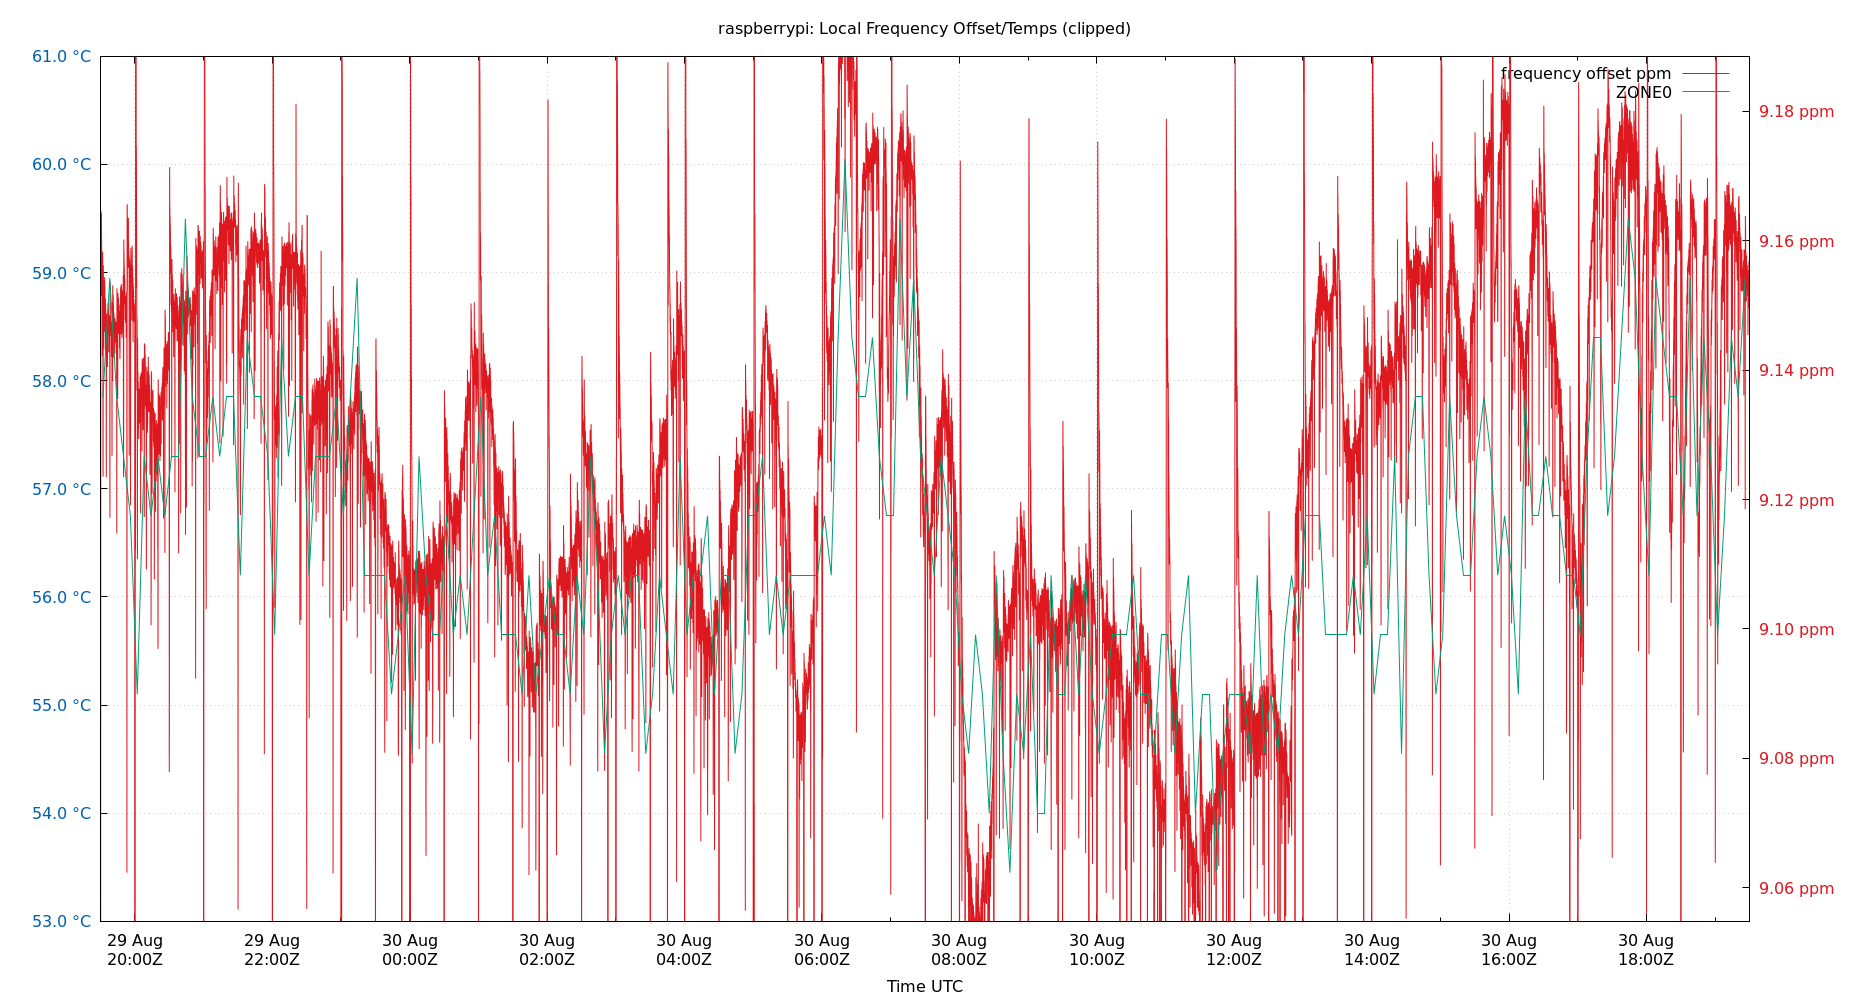 raspberrypi: Local Frequency Offset/Temps (clipped)
61.0 °C
60.0 °C
59.0 °C
58.0 °C
57.0 °C
56.0 °C
55.0 °C
54.0 °C
53.0 °C
frequency offset ppm
ZONE0
9.18 ppm
9.16 ppm
9.14 ppm
9.12 ppm
9.10 ppm
9.08 ppm
9.06 ppm
29 Aug 29 Aug 30 Aug 30 Aug 30 Aug 30 Aug 30 Aug 30 Aug 30 Aug 30 Aug 30 Aug 30 Aug
20:00Z 22:00Z 00:00Z 02:00Z 04:00Z 06:00Z 08:00Z 10:00Z 12:00Z 14:00Z 16:00Z 18:00Z
Time UTC